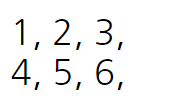 1, 2, 3,
4, 5, 6,